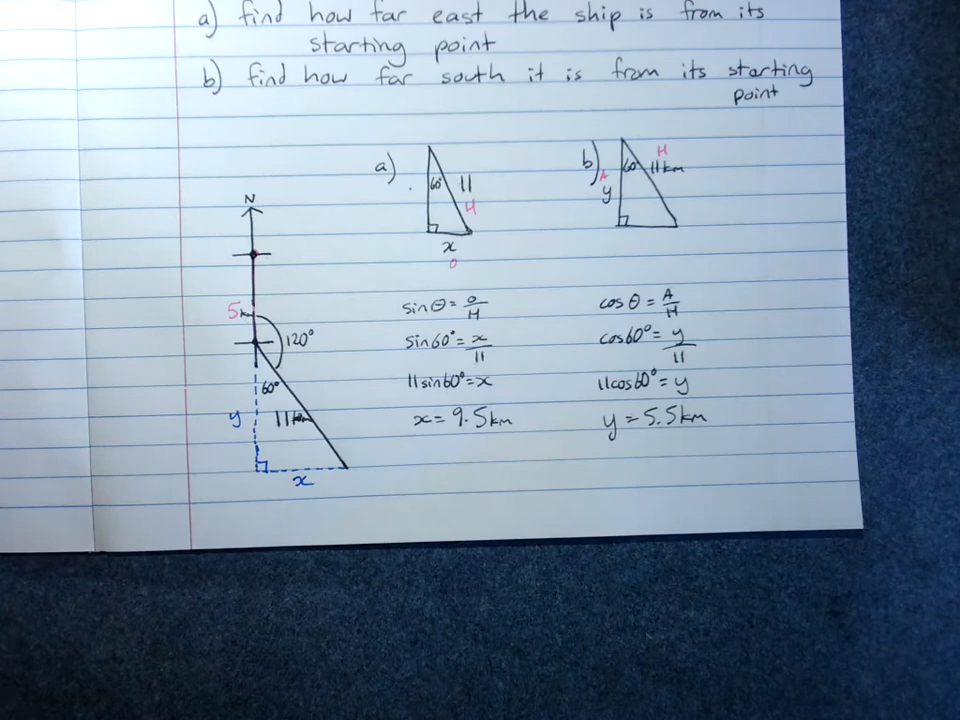 a) find how far east the ship is from its
starting point
b) find how far south it is from its starting
point
a)
60°
11
H
x
O
b)
A
60°
H
11km
y
N
5km
120°
60°
y
11km
x
sinθ = O/H
sin60° = x/11
11sin60° = x
x = 9.5km
cosθ = A/H
cos60° = y/11
11cos60° = y
y = 5.5km